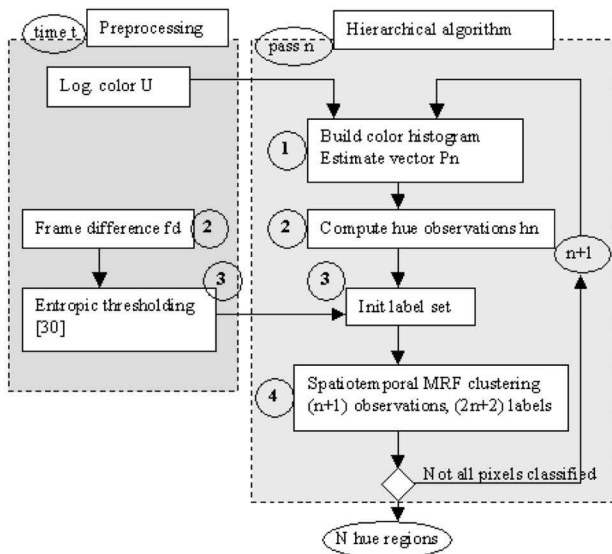 time t
Preprocessing
pass n
Hierarchical algorithm
Log. color U
1
Build color histogram
Estimate vector Pn
Frame difference fd
2
2
Compute hue observations hn
n+1
3
Entropic thresholding
[30]
3
Init label set
4
Spatiotemporal MRF clustering
(n+1) observations, (2n+2) labels
Not all pixels classified
N hue regions